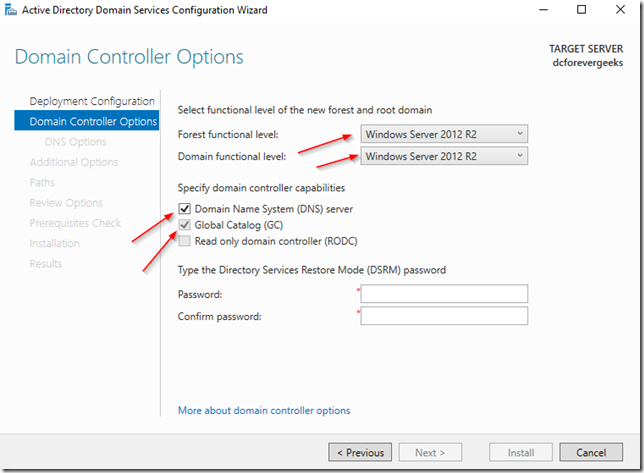 Active Directory Domain Services Configuration Wizard
Domain Controller Options
TARGET SERVER
dcforevergeeks
Deployment Configuration
Domain Controller Options
DNS Options
Additional Options
Paths
Review Options
Prerequisites Check
Installation
Results
Select functional level of the new forest and root domain
Forest functional level: Windows Server 2012 R2
Domain functional level: Windows Server 2012 R2
Specify domain controller capabilities
Domain Name System (DNS) server
Global Catalog (GC)
Read only domain controller (RODC)
Type the Directory Services Restore Mode (DSRM) password
Password: *
Confirm password: *
More about domain controller options
< Previous Next > Install Cancel